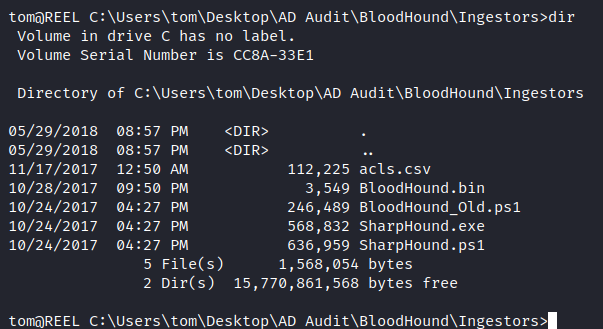 tom@REEL C:\Users\tom\Desktop\AD Audit\BloodHound\Ingestors>dir
 Volume in drive C has no label.
 Volume Serial Number is CC8A-33E1

 Directory of C:\Users\tom\Desktop\AD Audit\BloodHound\Ingestors

05/29/2018  08:57 PM    <DIR>          .
05/29/2018  08:57 PM    <DIR>          ..
11/17/2017  12:50 AM           112,225 acls.csv
10/28/2017  09:50 PM             3,549 BloodHound.bin
10/24/2017  04:27 PM           246,489 BloodHound_Old.ps1
10/24/2017  04:27 PM           568,832 SharpHound.exe
10/24/2017  04:27 PM           636,959 SharpHound.ps1
               5 File(s)      1,568,054 bytes
               2 Dir(s)  15,770,861,568 bytes free

tom@REEL C:\Users\tom\Desktop\AD Audit\BloodHound\Ingestors>